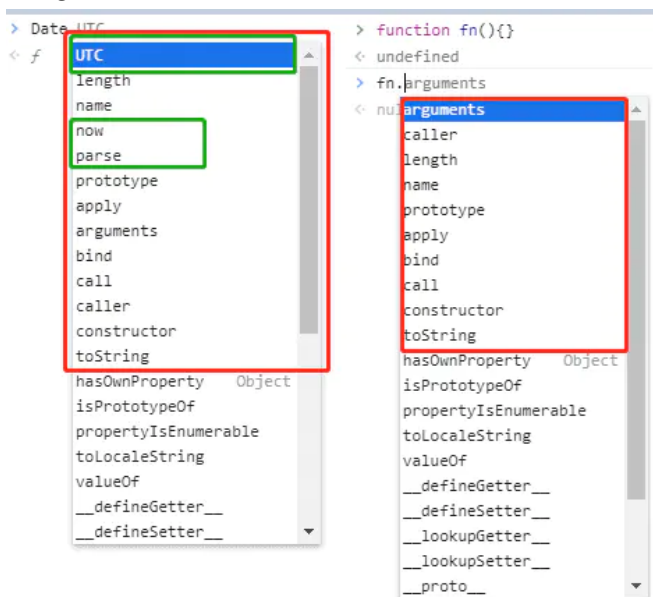 > Date.UTC
< f
UTC
length
name
now
parse
prototype
apply
arguments
bind
call
caller
constructor
toString
hasOwnProperty Object
isPrototypeOf
propertyIsEnumerable
toLocaleString
valueOf
__defineGetter__
__defineSetter__
> function fn(){}
< undefined
> fn.arguments
< nul
arguments
caller
length
name
prototype
apply
bind
call
constructor
toString
hasOwnProperty Object
isPrototypeOf
propertyIsEnumerable
toLocaleString
valueOf
__defineGetter__
__defineSetter__
__lookupGetter__
__lookupSetter__
__proto__